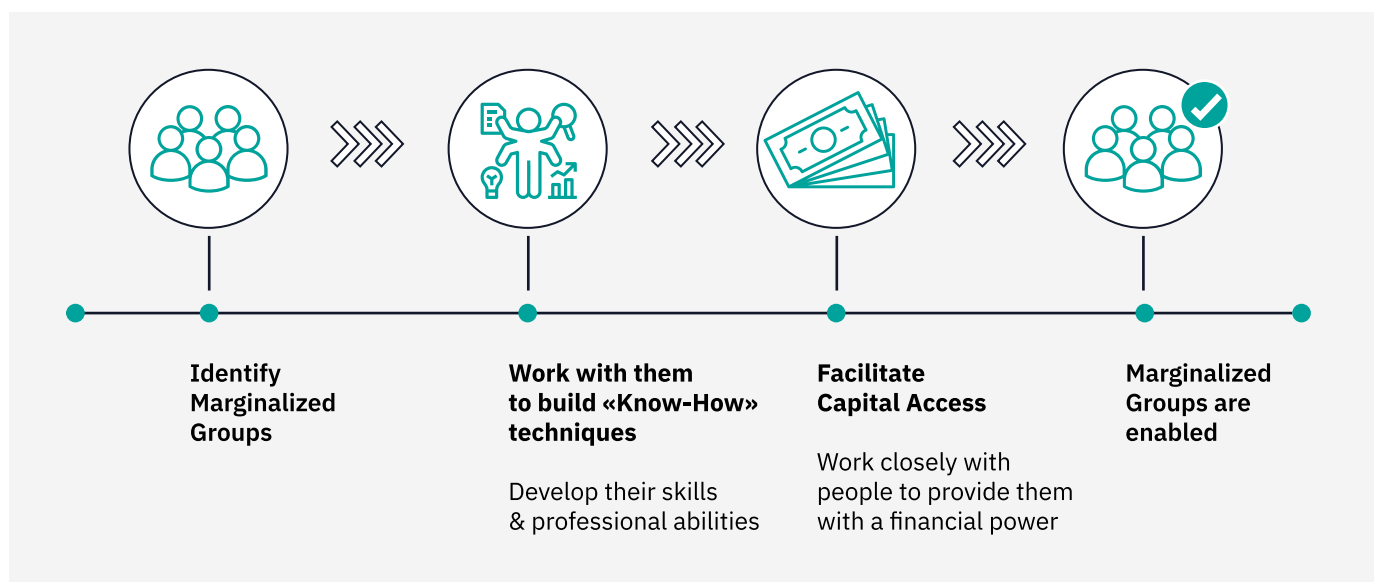 Identify
Marginalized
Groups
Work with them
to build «Know-How»
techniques
Develop their skills
& professional abilities
Facilitate
Capital Access
Work closely with
people to provide them
with a financial power
Marginalized
Groups are
enabled